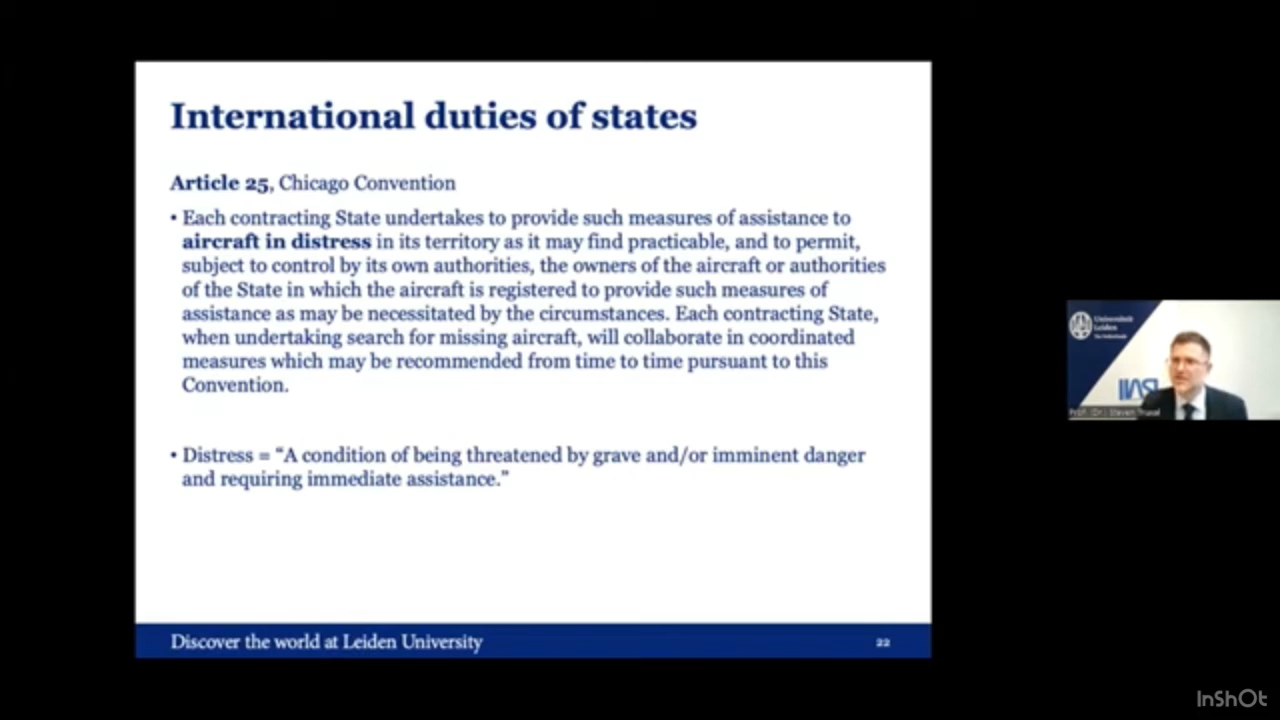 International duties of states
Article 25, Chicago Convention
• Each contracting State undertakes to provide such measures of assistance to
aircraft in distress in its territory as it may find practicable, and to permit,
subject to control by its own authorities, the owners of the aircraft or authorities
of the State in which the aircraft is registered to provide such measures of
assistance as may be necessitated by the circumstances. Each contracting State,
when undertaking search for missing aircraft, will collaborate in coordinated
measures which may be recommended from time to time pursuant to this
Convention.
• Distress = “A condition of being threatened by grave and/or imminent danger
and requiring immediate assistance.”
Discover the world at Leiden University
22
Universiteit
Leiden
The Netherlands
Prof. (Dr.) Steven Truxal
InShOt